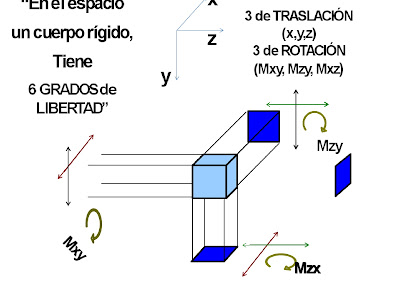 “En el espacio
un cuerpo rígido,
Tiene
6 GRADOS de
LIBERTAD”
x
z
y
3 de TRASLACIÓN
(x,y,z)
3 de ROTACIÓN
(Mxy, Mzy, Mxz)
Mzy
Mxy
Mzx